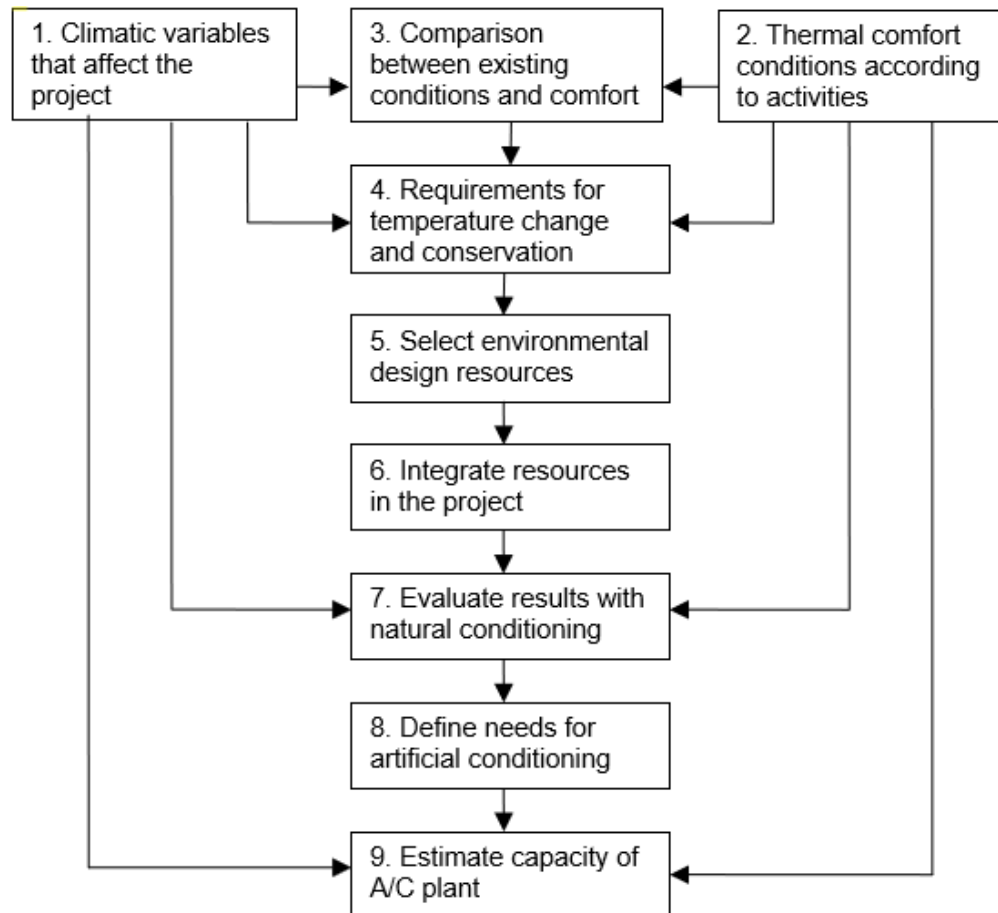 1. Climatic variables
that affect the
project
3. Comparison
between existing
conditions and comfort
2. Thermal comfort
conditions according
to activities
4. Requirements for
temperature change
and conservation
5. Select environmental
design resources
6. Integrate resources
in the project
7. Evaluate results with
natural conditioning
8. Define needs for
artificial conditioning
9. Estimate capacity of
A/C plant